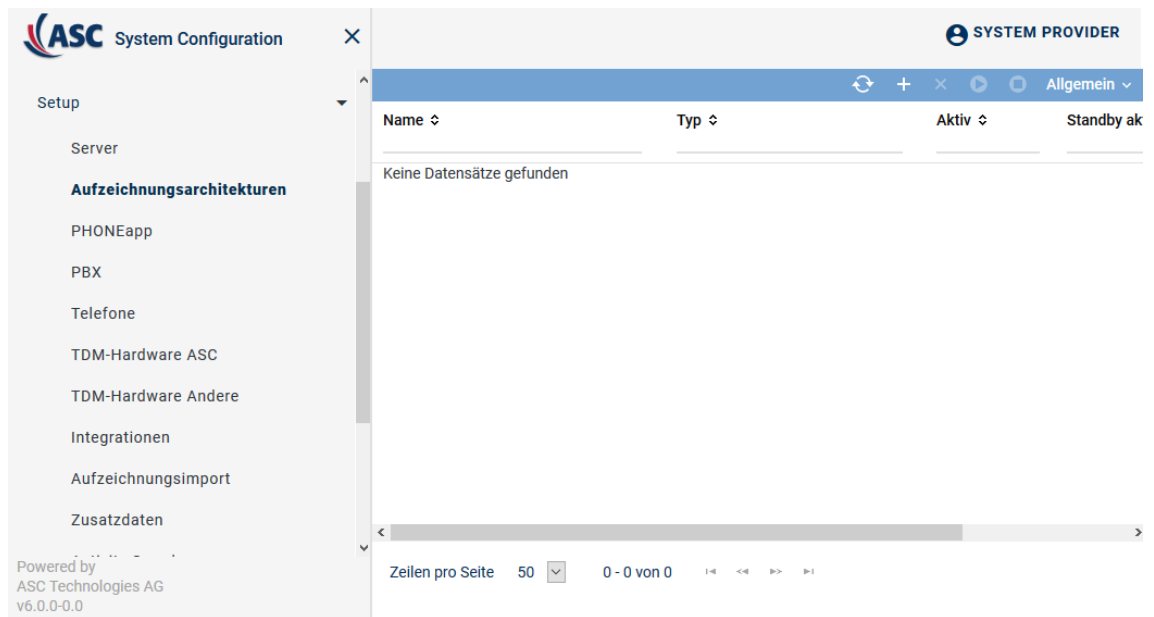 ASC System Configuration
SYSTEM PROVIDER
Setup
Server
Aufzeichnungsarchitekturen
PHONEapp
PBX
Telefone
TDM-Hardware ASC
TDM-Hardware Andere
Integrationen
Aufzeichnungsimport
Zusatzdaten
Powered by
ASC Technologies AG
v6.0.0-0.0
Allgemein
Name Typ Aktiv Standby ak
Keine Datensätze gefunden
Zeilen pro Seite 50 0 - 0 von 0